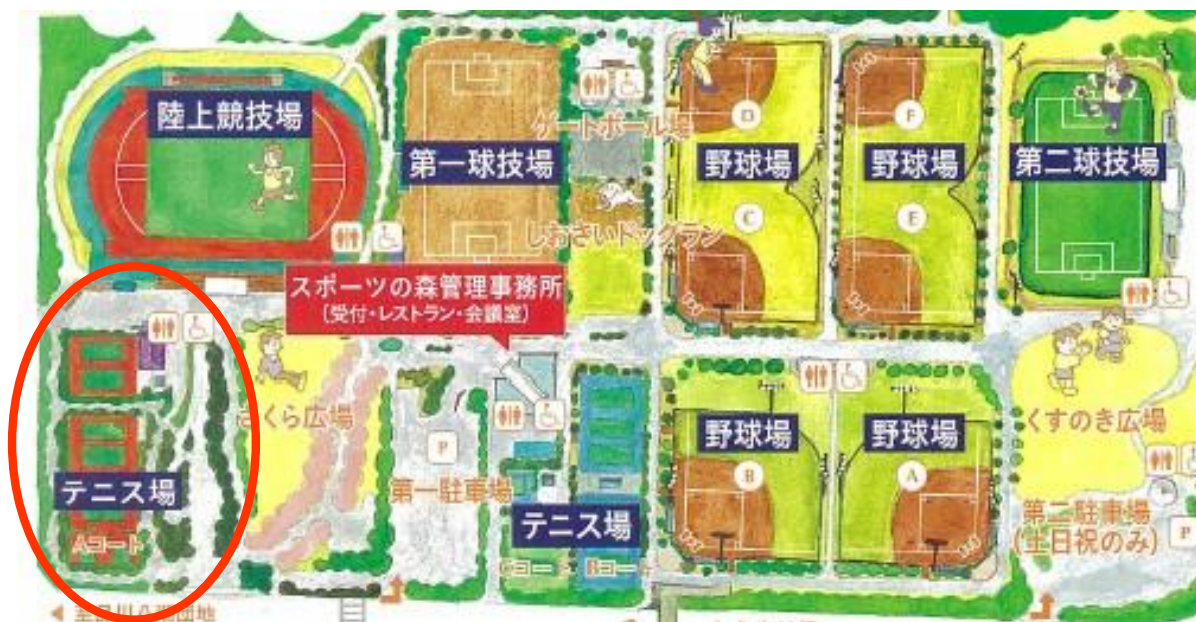 陸上競技場
第一球技場
ゲートボール場
しおさいドックラン
野球場
D
C
野球場
F
E
第二球技場
スポーツの森管理事務所
(受付・レストラン・会議室)
テニス場
Aコート
さくら広場
P
第一駐車場
テニス場
Cコート
Bコート
野球場
B
野球場
A
くすのき広場
第二駐車場
(土日祝のみ)
P